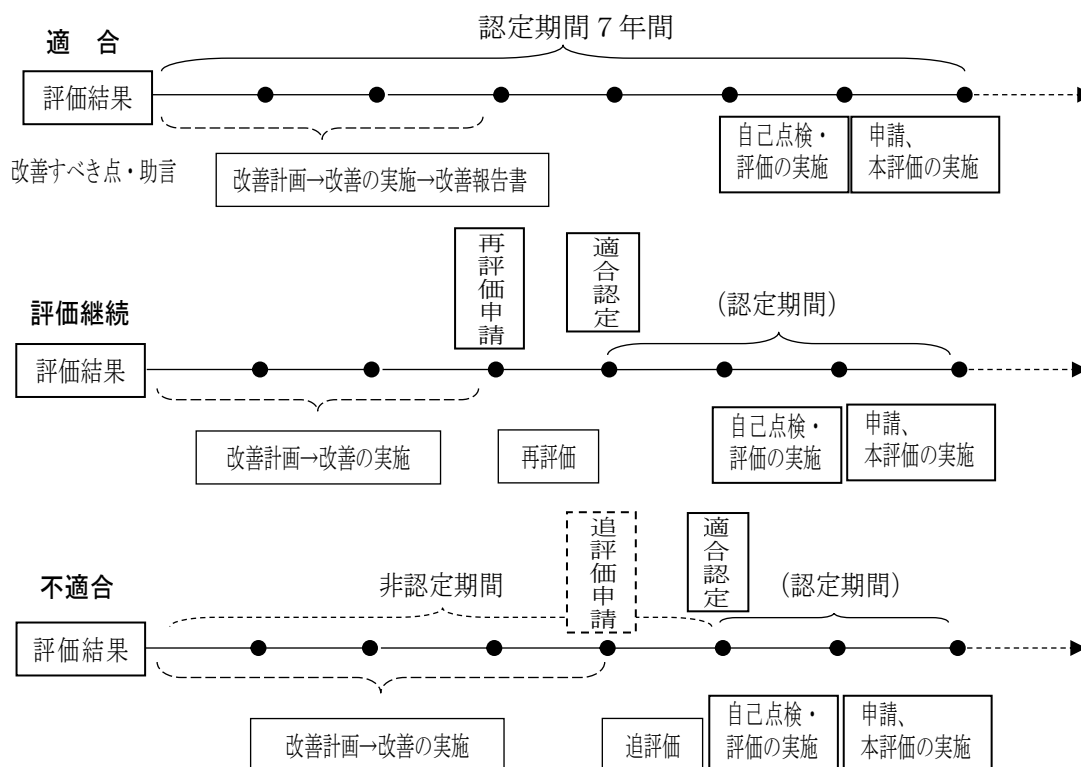 適　合
認定期間７年間
評価結果
改善すべき点・助言
改善計画→改善の実施→改善報告書
自己点検・
評価の実施
申請、
本評価の実施
再評価申請
適合認定
評価継続
(認定期間)
評価結果
改善計画→改善の実施
再評価
自己点検・
評価の実施
申請、
本評価の実施
追評価申請
適合認定
不適合
非認定期間
(認定期間)
評価結果
改善計画→改善の実施
追評価
自己点検・
評価の実施
申請、
本評価の実施